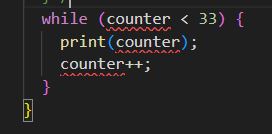 while (counter < 33) {
print(counter);
counter++;
}
}